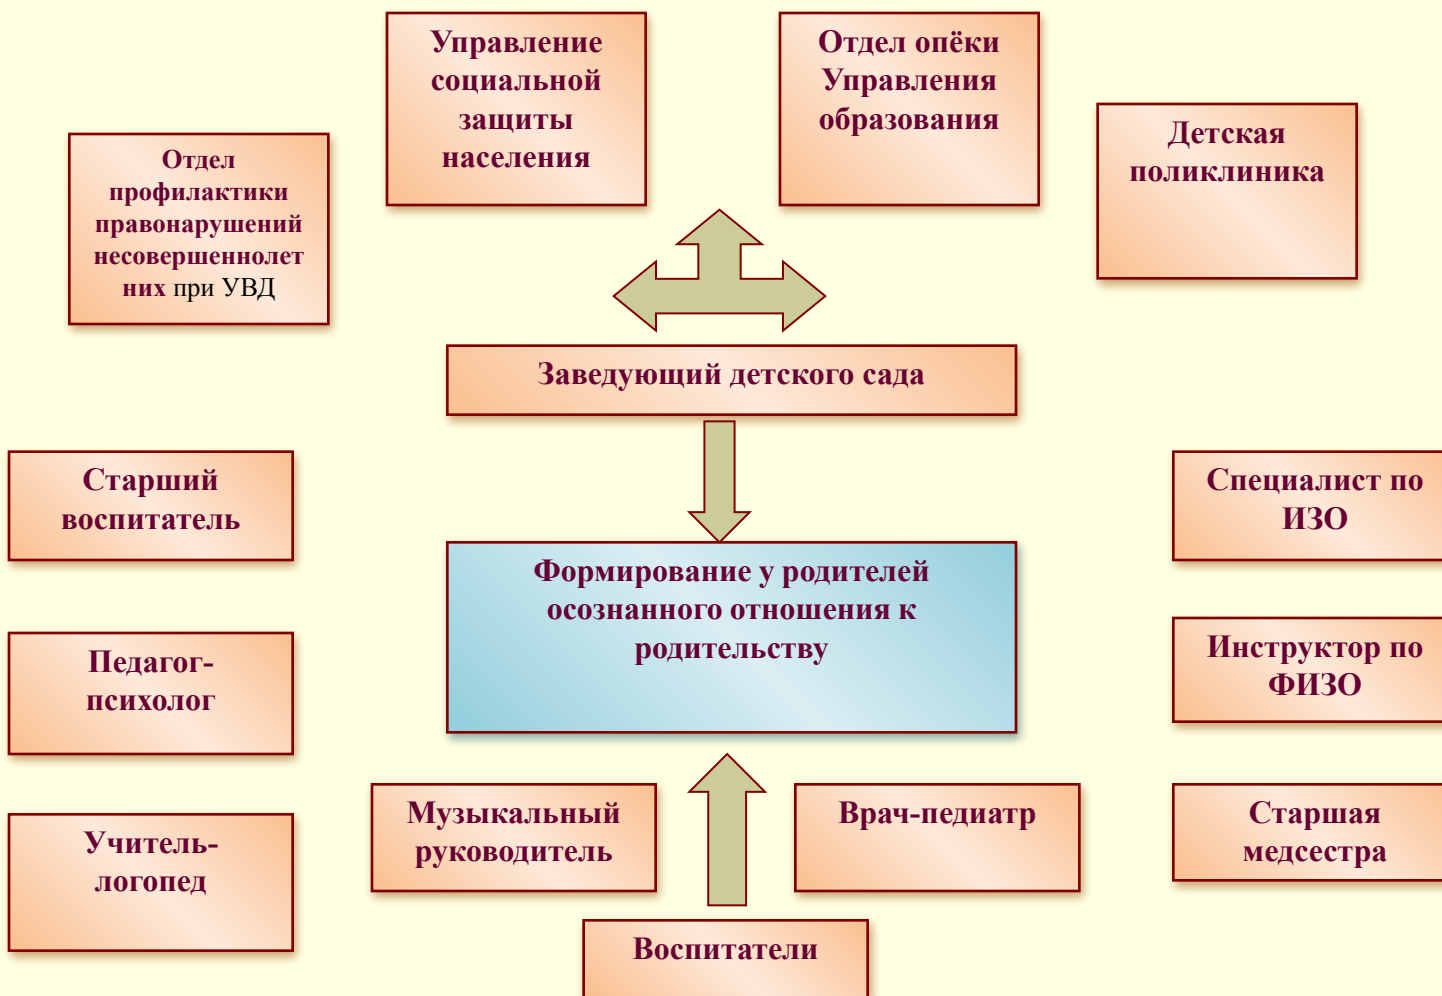 Управление
социальной
защиты
населения
Отдел опёки
Управления
образования
Детская
поликлиника
Отдел
профилактики
правонарушений
несовершеннолет
них при УВД
Заведующий детского сада
Старший
воспитатель
Специалист по
ИЗО
Формирование у родителей
осознанного отношения к
родительству
Педагог-
психолог
Инструктор по
ФИЗО
Музыкальный
руководитель
Врач-педиатр
Старшая
медсестра
Учитель-
логопед
Воспитатели